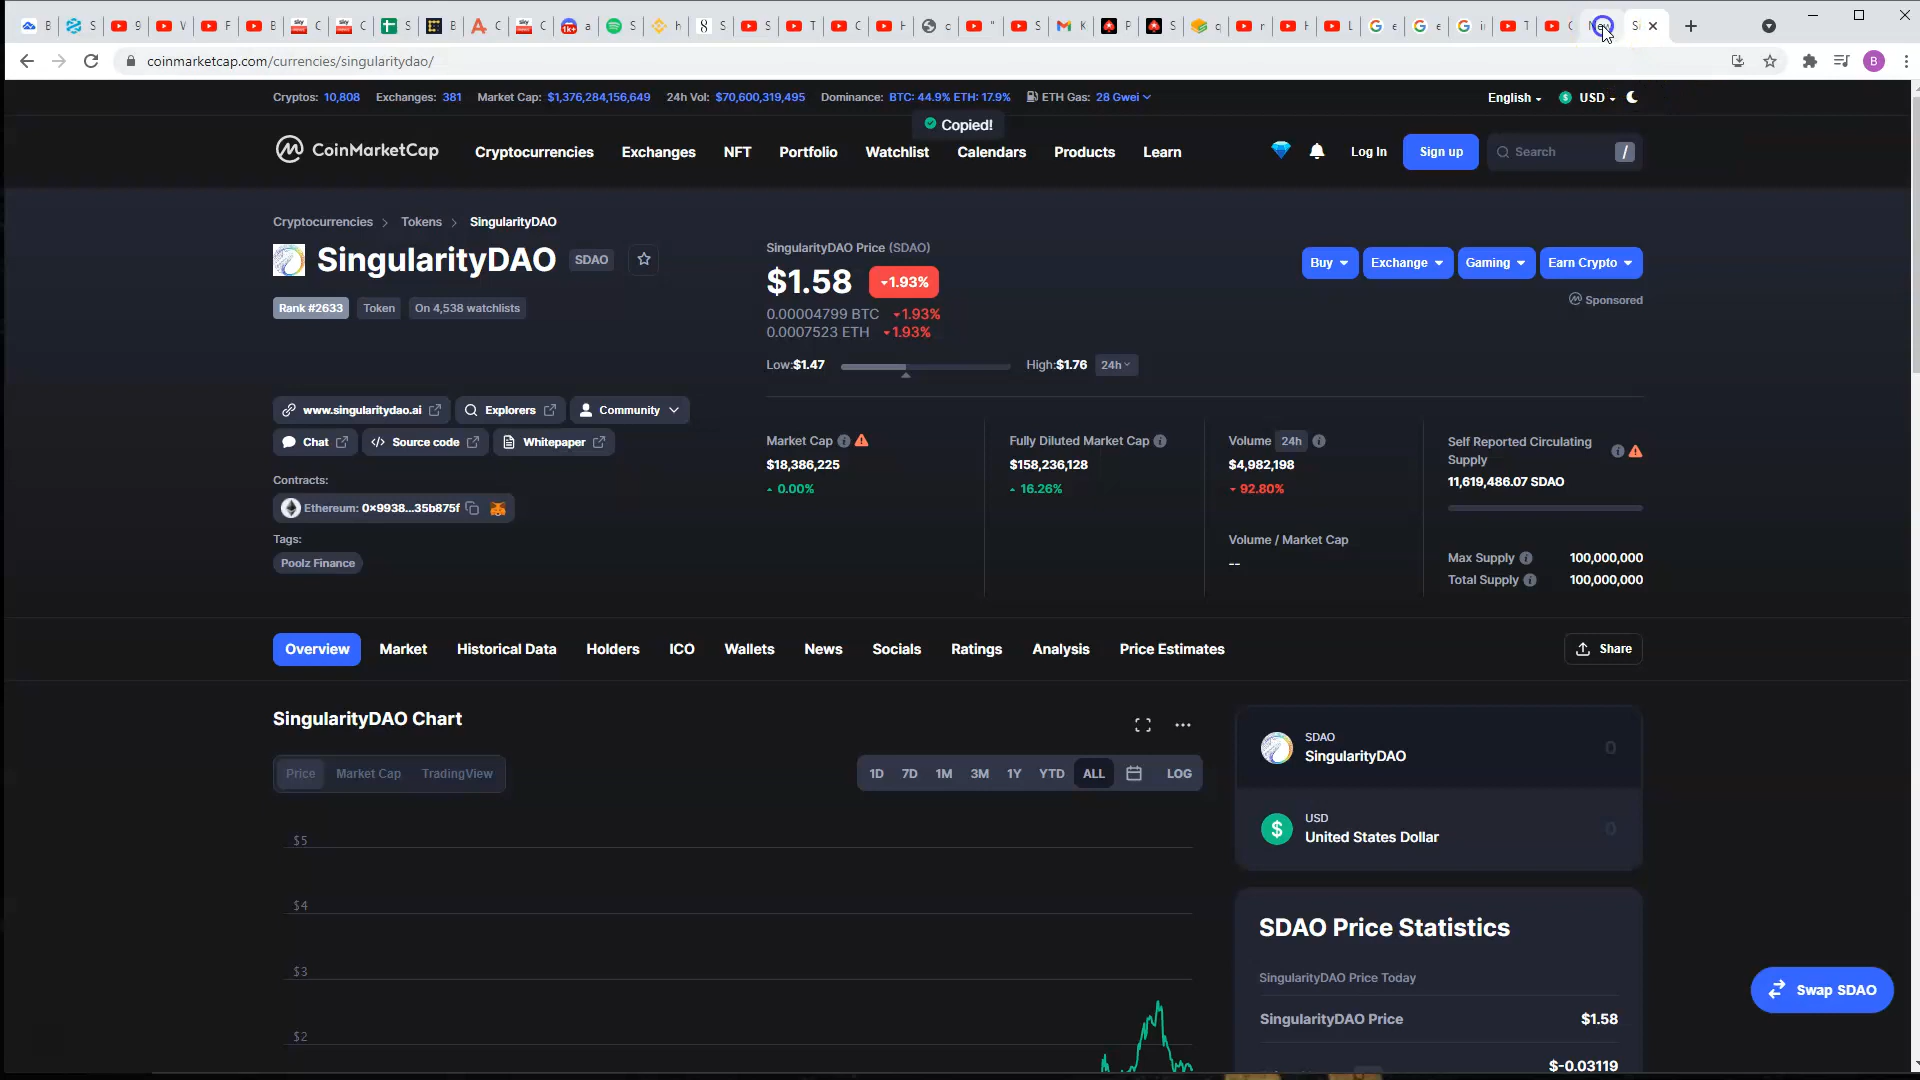 coinmarketcap.com/currencies/singularitydao/
B
Cryptos: 10,808 Exchanges: 381 Market Cap: $1,376,284,156,649 24h Vol: $70,600,319,495 Dominance: BTC: 44.9% ETH: 17.9% ETH Gas: 28 Gwei English USD
Copied!
CoinMarketCap Cryptocurrencies Exchanges NFT Portfolio Watchlist Calendars Products Learn Log In Sign up Search /
Cryptocurrencies > Tokens > SingularityDAO
SingularityDAO SDAO
Rank #2633 Token On 4,538 watchlists
SingularityDAO Price (SDAO)
$1.58 1.93%
0.00004799 BTC 1.93%
0.0007523 ETH 1.93%
Low:$1.47 High:$1.76 24h
Buy Exchange Gaming Earn Crypto
Sponsored
www.singularitydao.ai Explorers Community
Chat Source code Whitepaper
Contracts:
Ethereum: 0x9938...35b875f
Tags:
Poolz Finance
Market Cap
$18,386,225
0.00%
Fully Diluted Market Cap
$158,236,128
16.26%
Volume 24h
$4,982,198
92.80%
Volume / Market Cap
--
Self Reported Circulating
Supply
11,619,486.07 SDAO
Max Supply 100,000,000
Total Supply 100,000,000
Overview Market Historical Data Holders ICO Wallets News Socials Ratings Analysis Price Estimates Share
SingularityDAO Chart
Price Market Cap TradingView 1D 7D 1M 3M 1Y YTD ALL LOG
$5
$4
$3
$2
SDAO
SingularityDAO 0
USD
United States Dollar 0
SDAO Price Statistics
SingularityDAO Price Today
SingularityDAO Price $1.58
$-0.03119
Swap SDAO